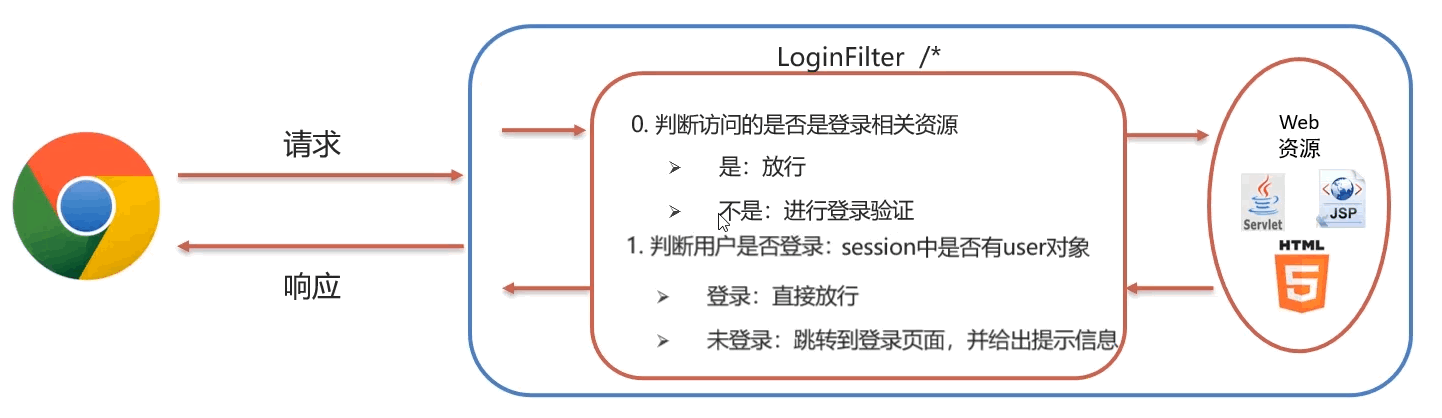 LoginFilter /*
请求
响应
0. 判断访问的是否是登录相关资源
➢ 是：放行
➢ 不是：进行登录验证
1. 判断用户是否登录：session中是否有user对象
➢ 登录：直接放行
➢ 未登录：跳转到登录页面，并给出提示信息
Web
资源
Servlet
JSP
HTML
5